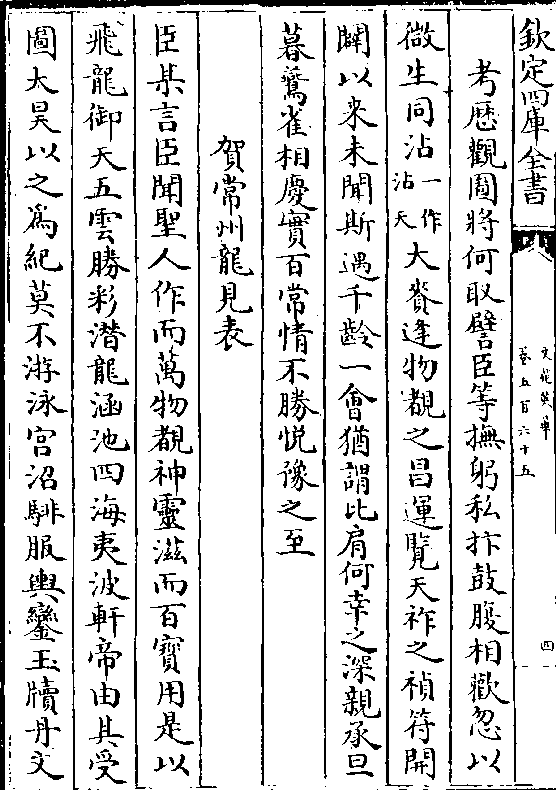 欽定四庫全書
文苑英華
卷五百六十五
四
考歷觀圖將何取譬臣等撫躬私抃鼓腹相歡忽以
微生同沾一作沾天大賚逢物覩之昌運覽天祚之禎符開
闢以来未聞斯遇千齡一會猶謂比肩何幸之深親承旦
暮鷰雀相慶實百常情不勝悦豫之至
賀常州龍見表
臣某言臣聞聖人作而萬物覩神靈滋而百寶用是以
飛龍御天五雲勝彩潛龍涵池四海夷波軒帝由其受
圖太昊以之為紀莫不游泳宫沼騑服輿鑾玉牘丹文